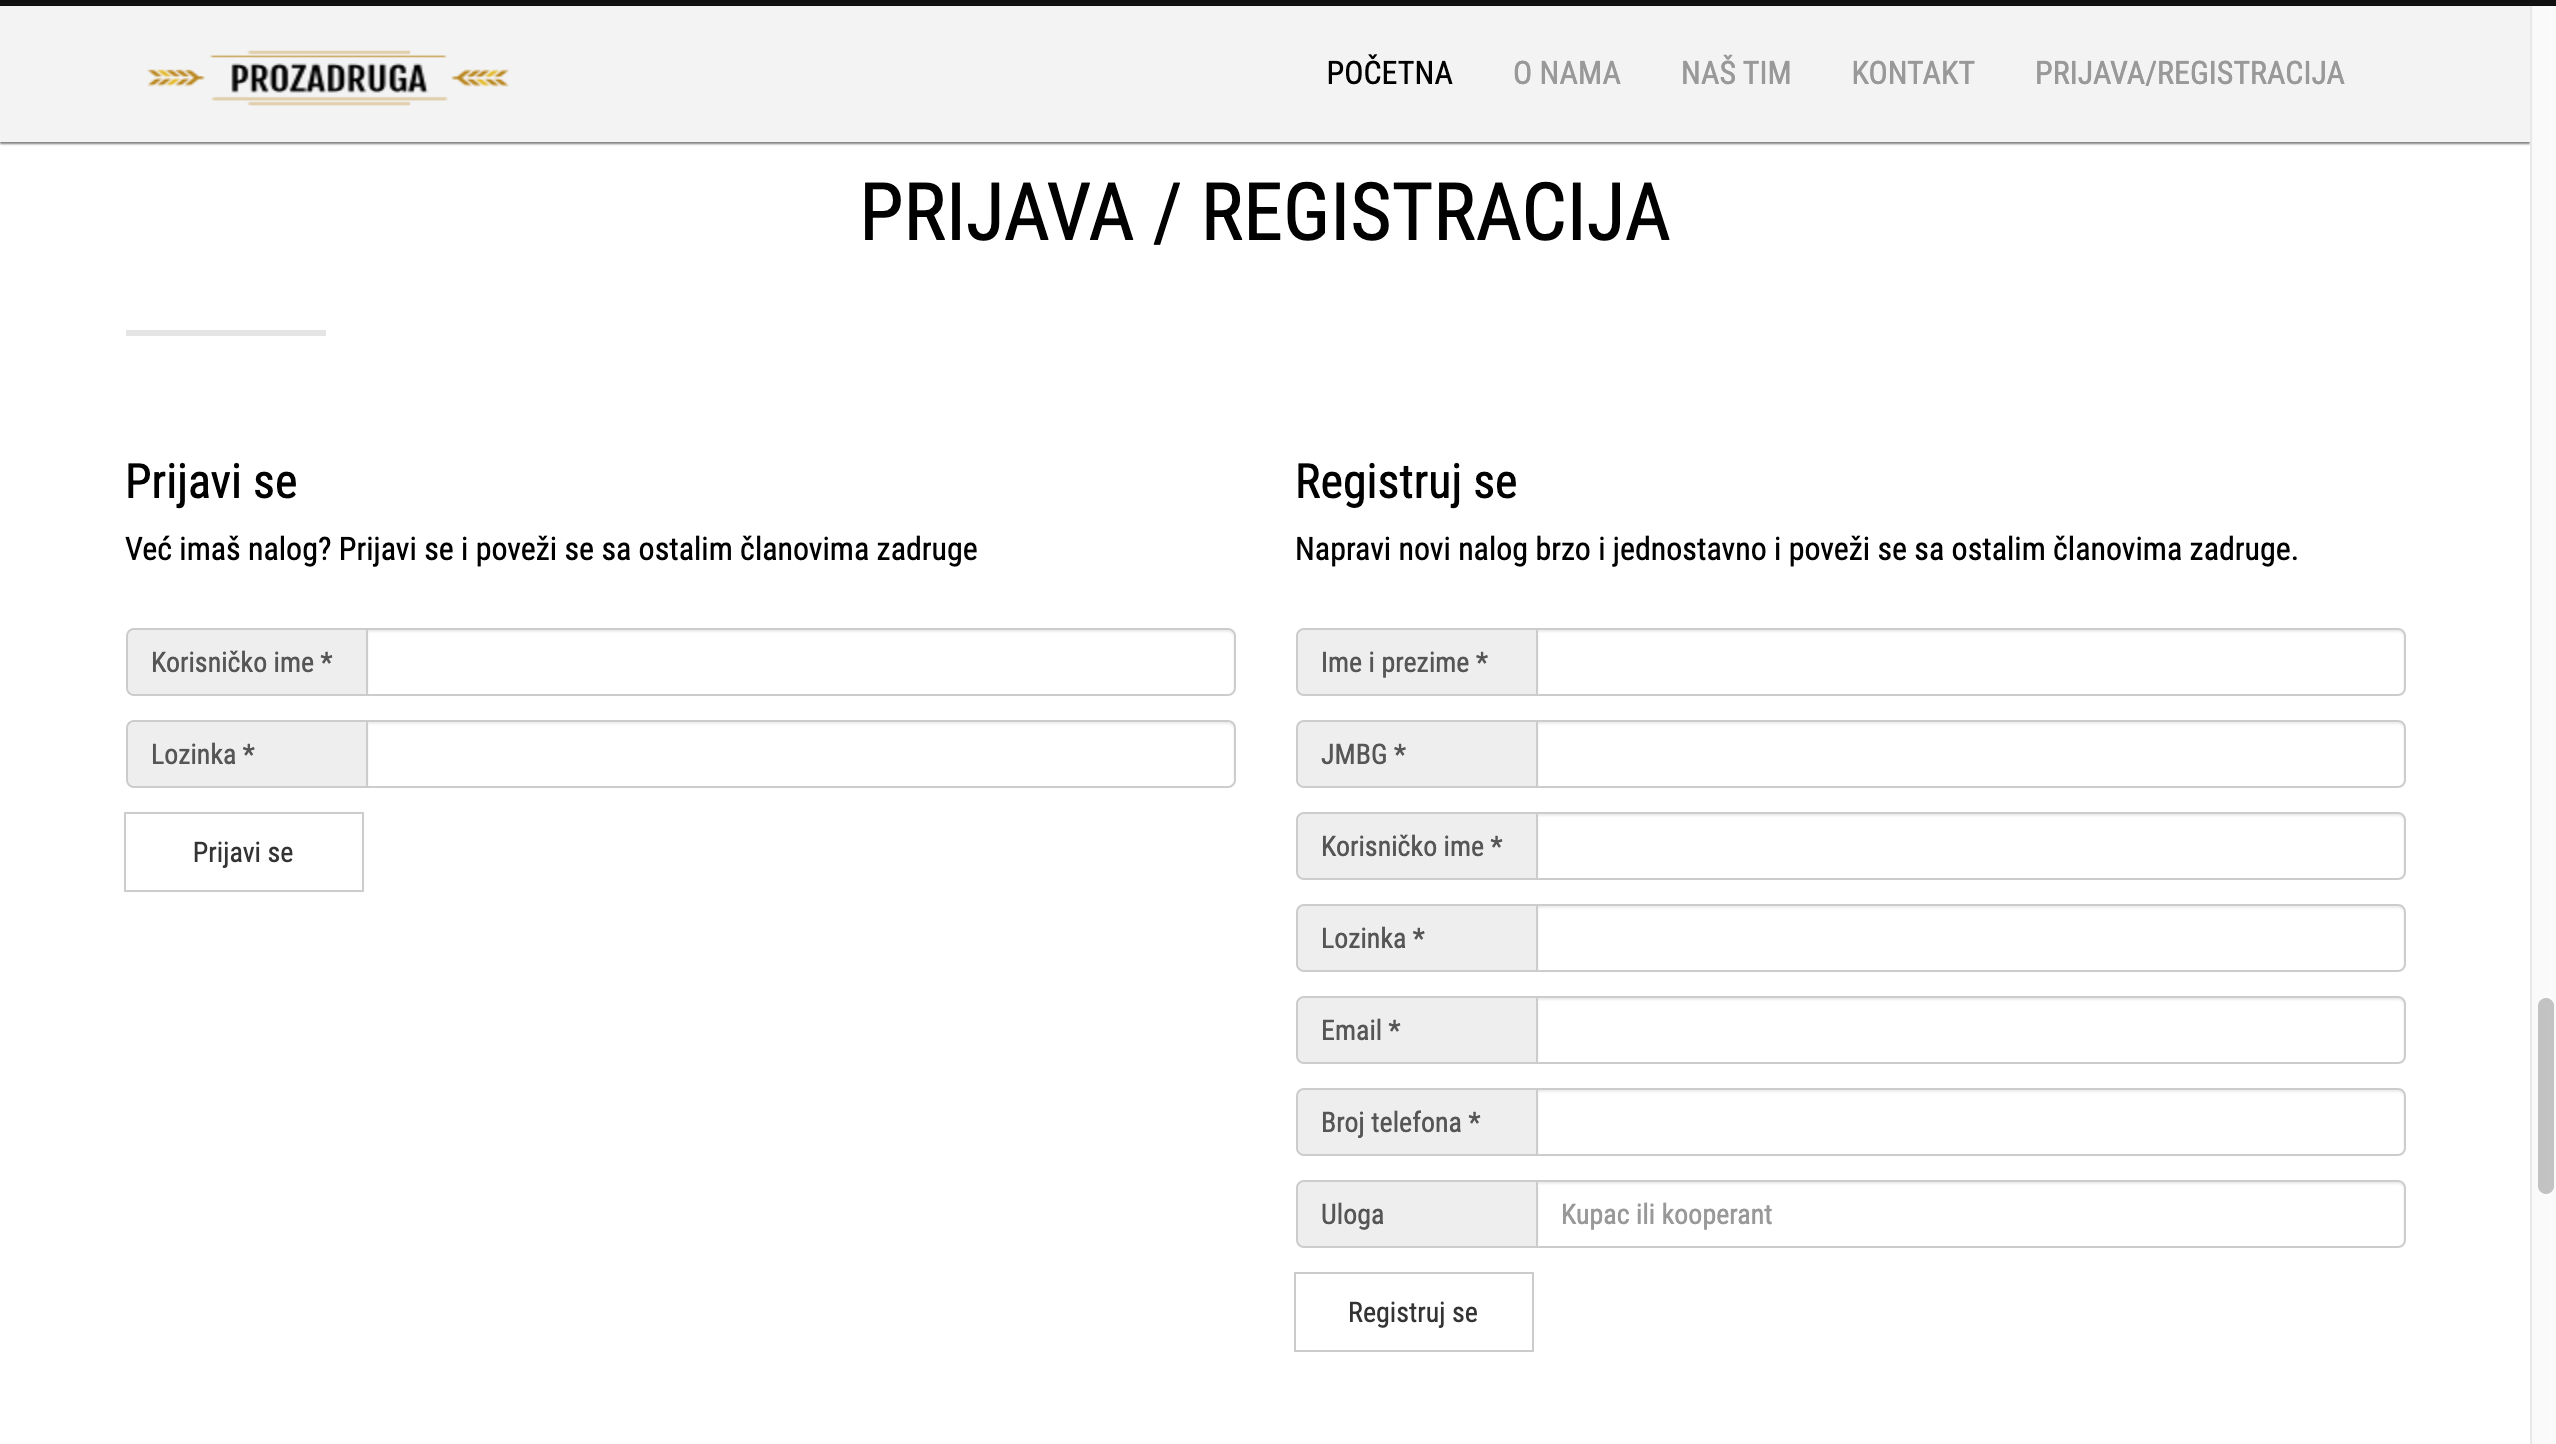 PROZADRUGA
POČETNA O NAMA NAŠ TIM KONTAKT PRIJAVA/REGISTRACIJA
PRIJAVA / REGISTRACIJA
Prijavi se
Već imaš nalog? Prijavi se i poveži se sa ostalim članovima zadruge
Korisničko ime *
Lozinka *
Prijavi se
Registruj se
Napravi novi nalog brzo i jednostavno i poveži se sa ostalim članovima zadruge.
Ime i prezime *
JMBG *
Korisničko ime *
Lozinka *
Email *
Broj telefona *
Uloga Kupac ili kooperant
Registruj se